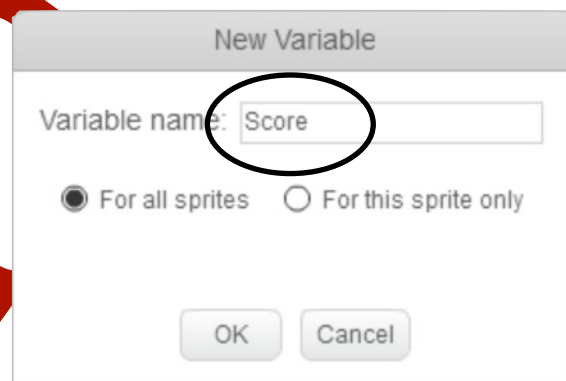 New Variable
Variable name: Score
For all sprites For this sprite only
OK Cancel